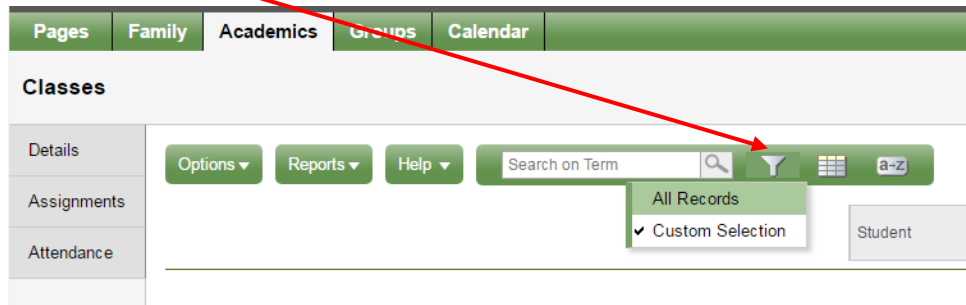 Pages Family Academics Groups Calendar
Classes
Details
Assignments
Attendance
Options Reports Help Search on Term a-z
All Records
Custom Selection
Student